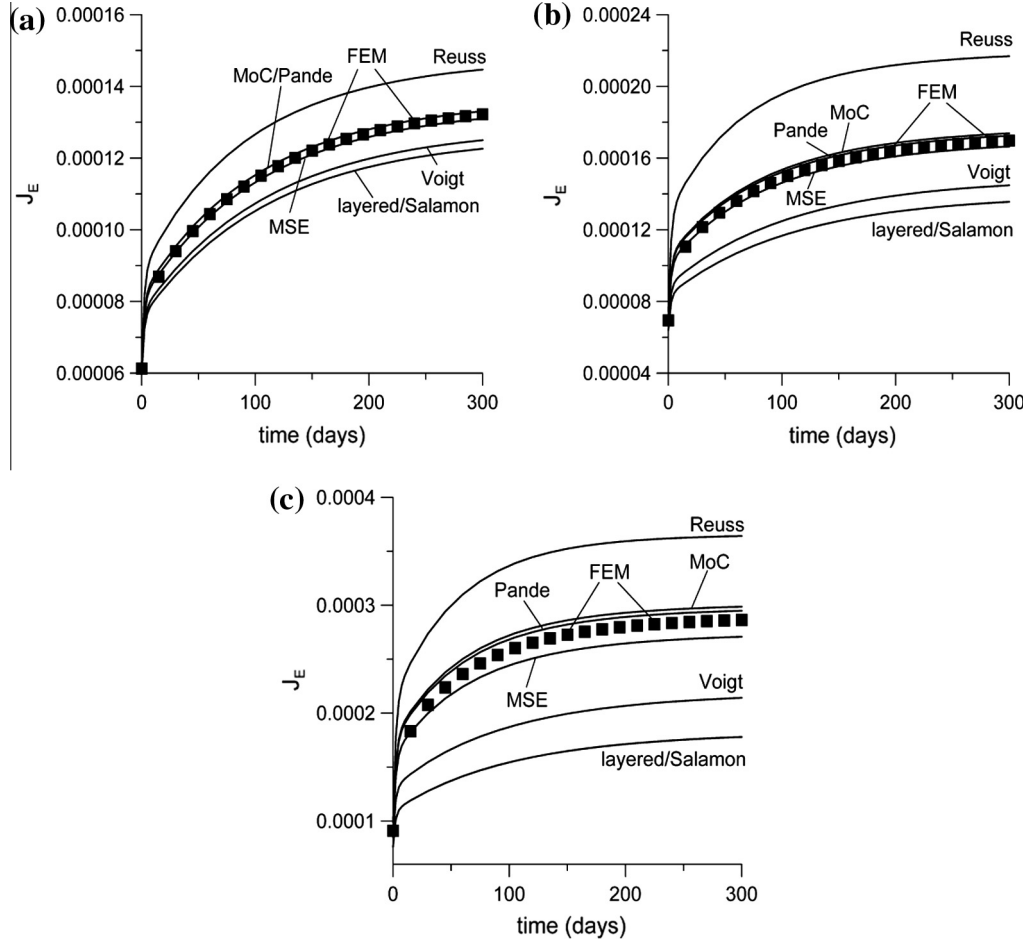 (a)
0.00016
0.00014
0.00012
0.00010
0.00008
0.00006
J_E
MoC/Pande
FEM
Reuss
Voigt
layered/Salamon
MSE
0
100
200
300
time (days)
(b)
0.00024
0.00020
0.00016
0.00012
0.00008
0.00004
J_E
Reuss
FEM
MoC
Pande
MSE
Voigt
layered/Salamon
0
100
200
300
time (days)
(c)
0.0004
0.0003
0.0002
0.0001
J_E
Reuss
MoC
FEM
Pande
MSE
Voigt
layered/Salamon
0
100
200
300
time (days)